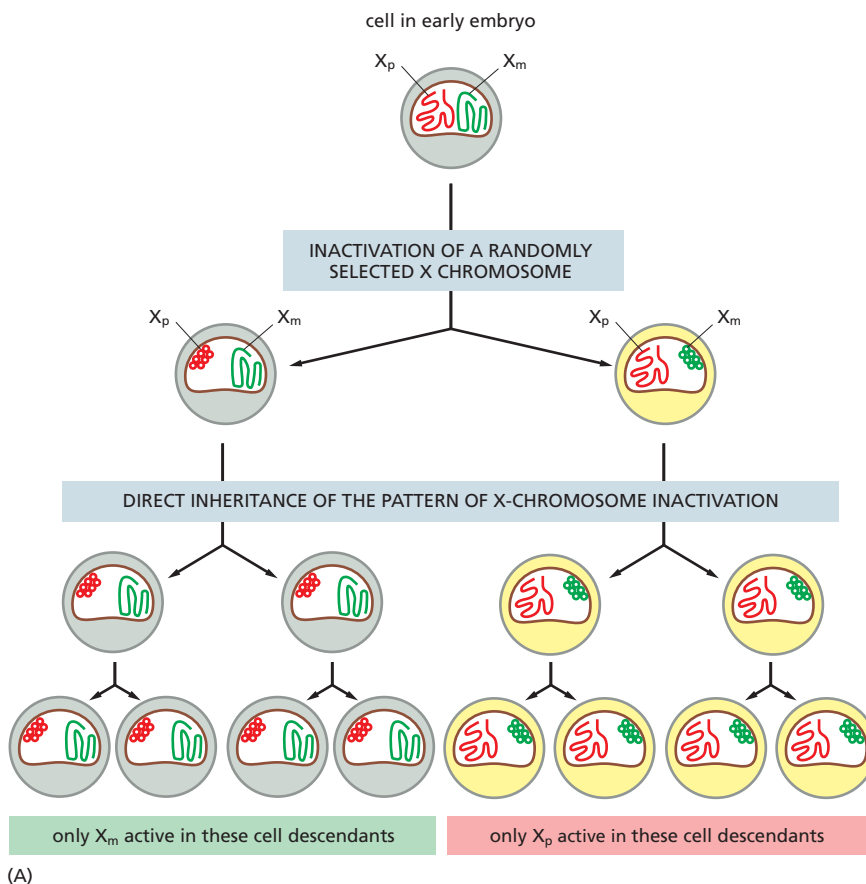 cell in early embryo
Xp Xm
INACTIVATION OF A RANDOMLY
SELECTED X CHROMOSOME
Xp Xm Xp Xm
DIRECT INHERITANCE OF THE PATTERN OF X-CHROMOSOME INACTIVATION
only Xm active in these cell descendants
only Xp active in these cell descendants
(A)